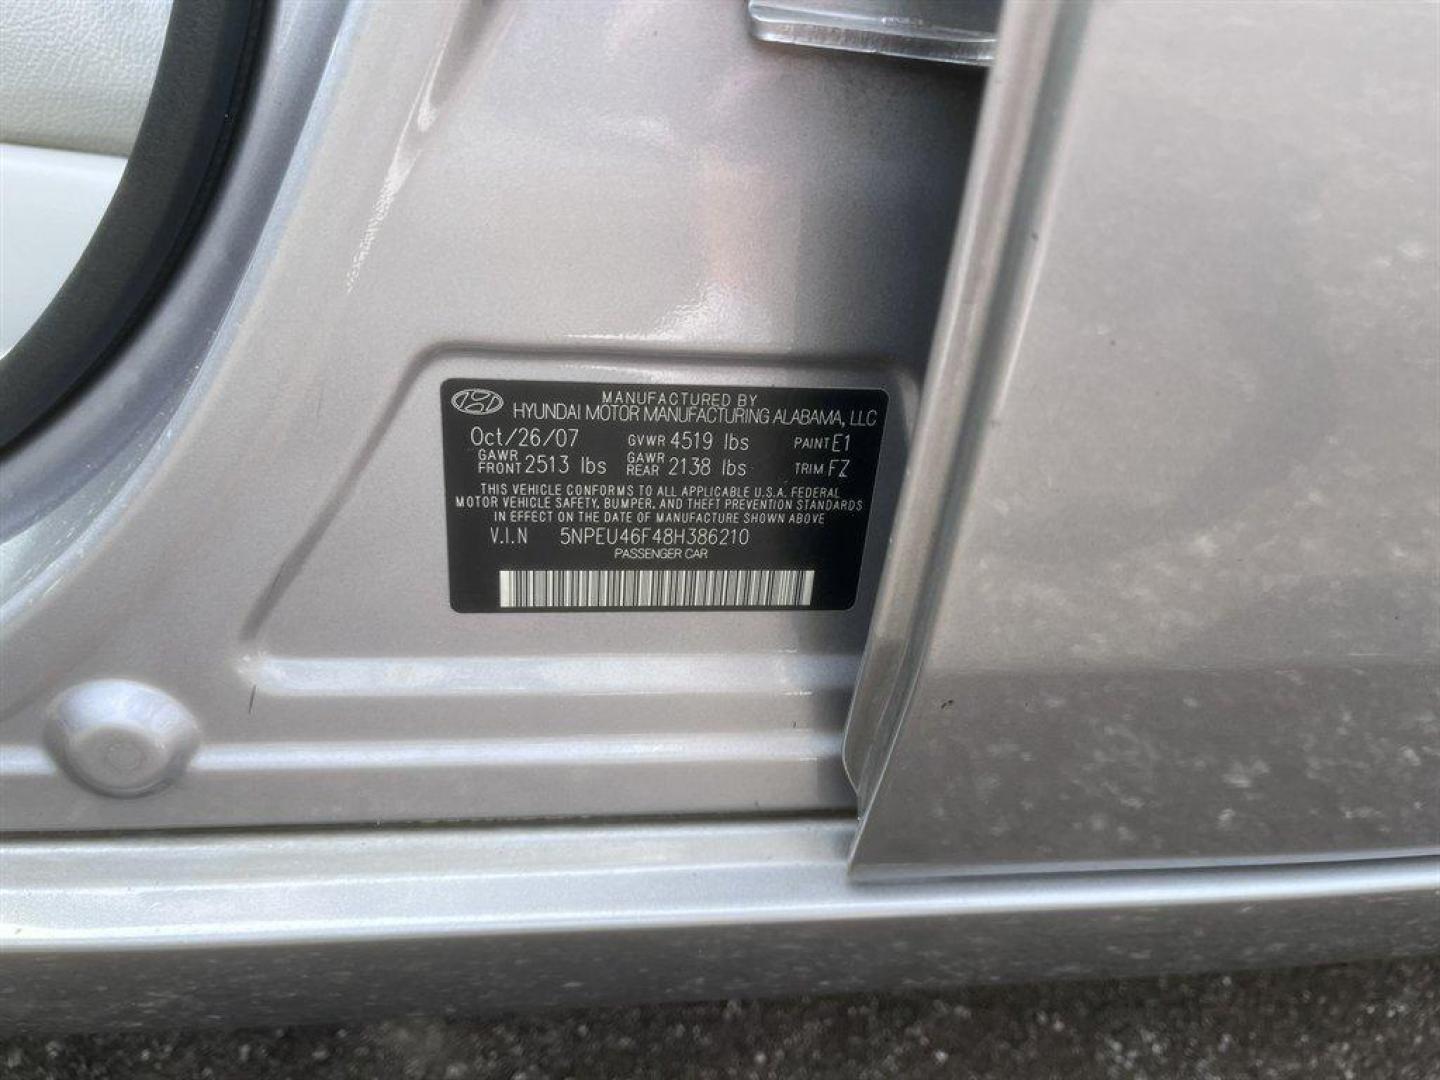 MANUFACTURED BY
HYUNDAI MOTOR MANUFACTURING ALABAMA, LLC
Oct/26/07 GVWR 4519 lbs PAINT E1
GAWR FRONT 2513 lbs GAWR REAR 2138 lbs TRIM FZ
THIS VEHICLE CONFORMS TO ALL APPLICABLE U.S.A. FEDERAL
MOTOR VEHICLE SAFETY, BUMPER, AND THEFT PREVENTION STANDARDS
IN EFFECT ON THE DATE OF MANUFACTURE SHOWN ABOVE
V.I.N 5NPEU46F48H386210
PASSENGER CAR